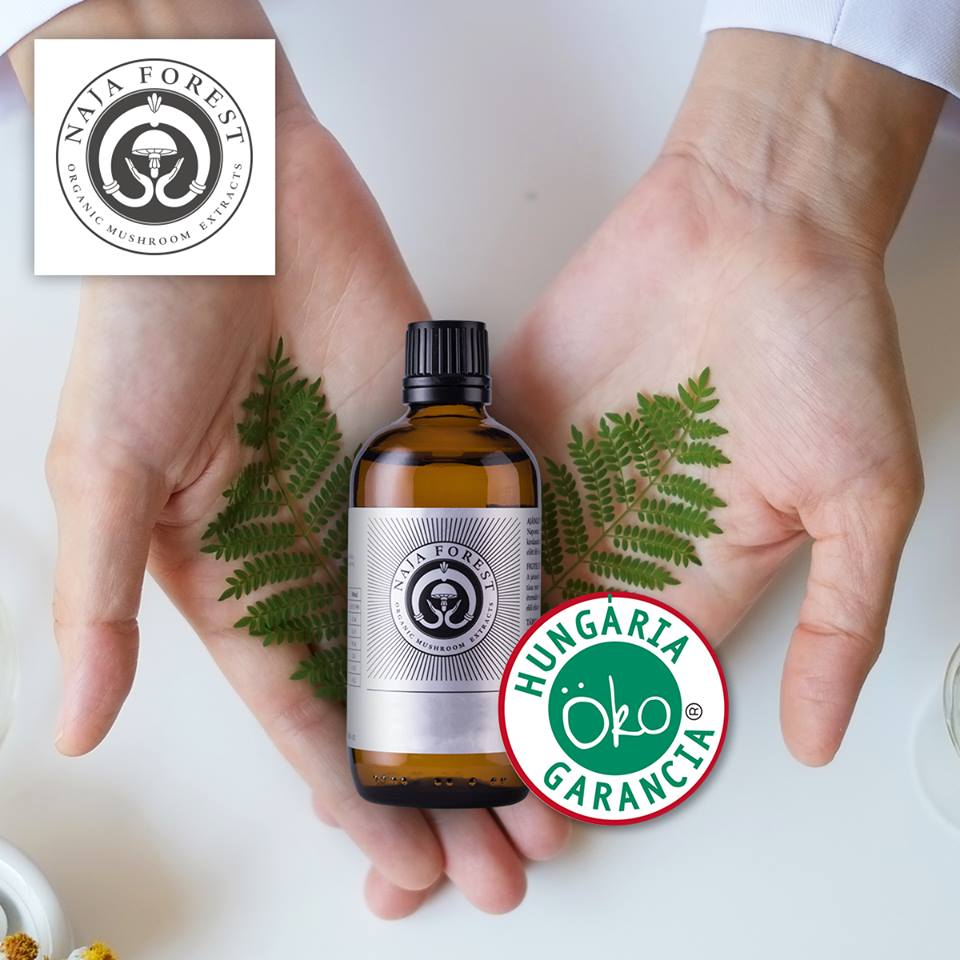 NAJA FOREST
ORGANIC MUSHROOM EXTRACTS
NAJA FOREST
ORGANIC MUSHROOM EXTRACTS
HUNGÁRIA
Öko ®
GARANCIA